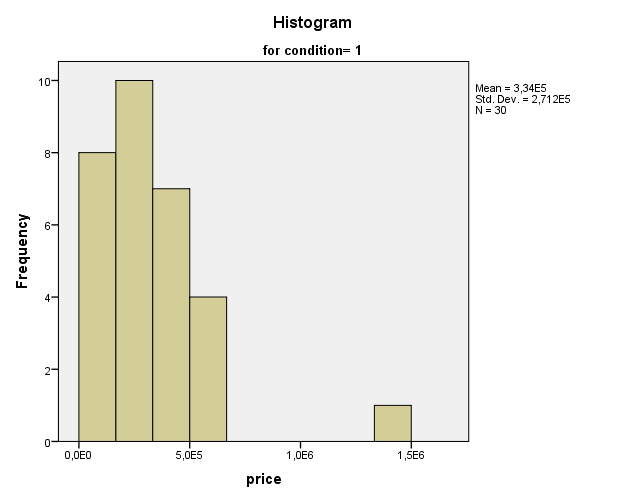 Histogram
for condition= 1
Mean = 3,34E5
Std. Dev. = 2,712E5
N = 30
Frequency
10
8
6
4
2
0
0,0E0 5,0E5 1,0E6 1,5E6
price